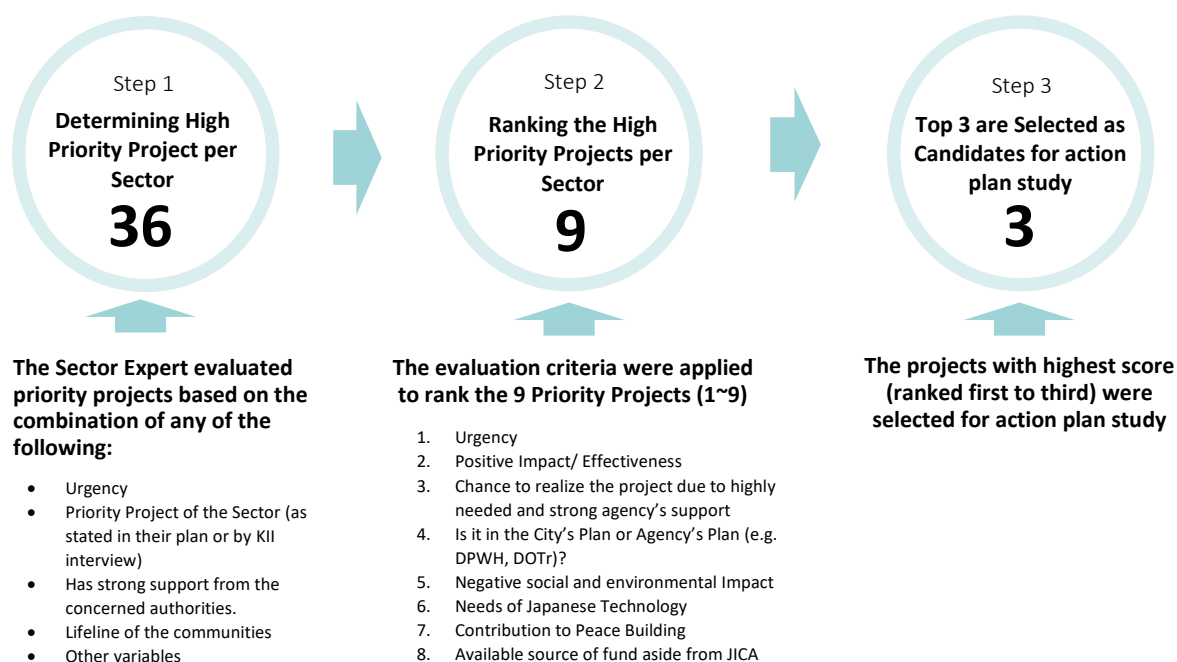 Step 1
Determining High
Priority Project per
Sector
36
Step 2
Ranking the High
Priority Projects per
Sector
9
Step 3
Top 3 are Selected as
Candidates for action
plan study
3
The Sector Expert evaluated
priority projects based on the
combination of any of the
following:
• Urgency
• Priority Project of the Sector (as
stated in their plan or by KII
interview)
• Has strong support from the
concerned authorities.
• Lifeline of the communities
• Other variables
The evaluation criteria were applied
to rank the 9 Priority Projects (1~9)
1. Urgency
2. Positive Impact/ Effectiveness
3. Chance to realize the project due to highly
needed and strong agency’s support
4. Is it in the City’s Plan or Agency’s Plan (e.g.
DPWH, DOTr)?
5. Negative social and environmental Impact
6. Needs of Japanese Technology
7. Contribution to Peace Building
8. Available source of fund aside from JICA
The projects with highest score
(ranked first to third) were
selected for action plan study